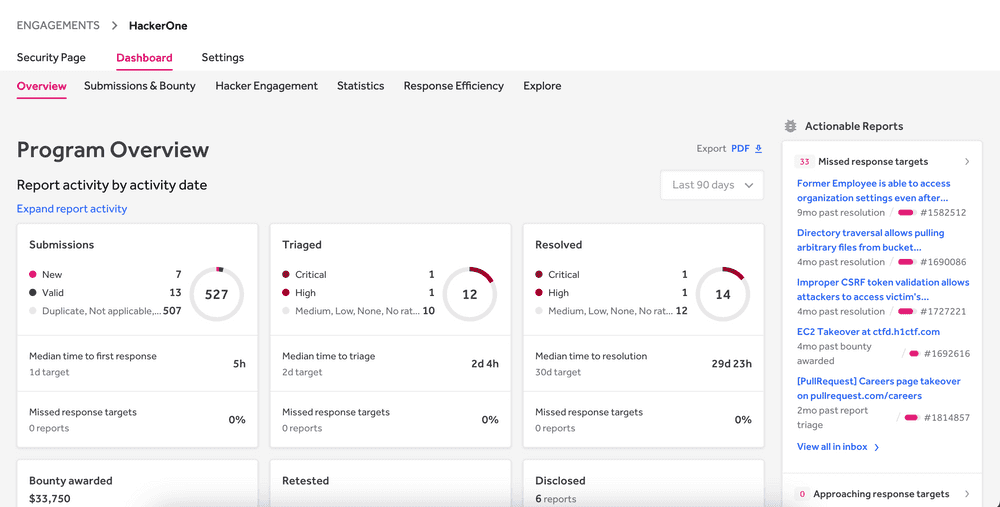 ENGAGEMENTS > HackerOne
Security Page Dashboard Settings
Overview Submissions & Bounty Hacker Engagement Statistics Response Efficiency Explore
Program Overview
Export PDF
Report activity by activity date
Last 90 days
Expand report activity
Submissions
New 7
Valid 13
Duplicate, Not applicable,... 507
527
Median time to first response
1d target
5h
Missed response targets
0 reports
0%
Triaged
Critical 1
High 1
Medium, Low, None, No rat... 10
12
Median time to triage
2d target
2d 4h
Missed response targets
0 reports
0%
Resolved
Critical 1
High 1
Medium, Low, None, No rat... 12
14
Median time to resolution
30d target
29d 23h
Missed response targets
0 reports
0%
Bounty awarded
$33,750
Retested
Disclosed
6 reports
Actionable Reports
33 Missed response targets
Former Employee is able to access
organization settings even after...
9mo past resolution / #1582512
Directory traversal allows pulling
arbitrary files from bucket...
4mo past resolution / #1690086
Improper CSRF token validation allows
attackers to access victim's...
4mo past resolution / #1727221
EC2 Takeover at ctfd.h1ctf.com
4mo past bounty
awarded / #1692616
[PullRequest] Careers page takeover
on pullrequest.com/careers
2mo past report
triage / #1814857
View all in inbox >
0 Approaching response targets